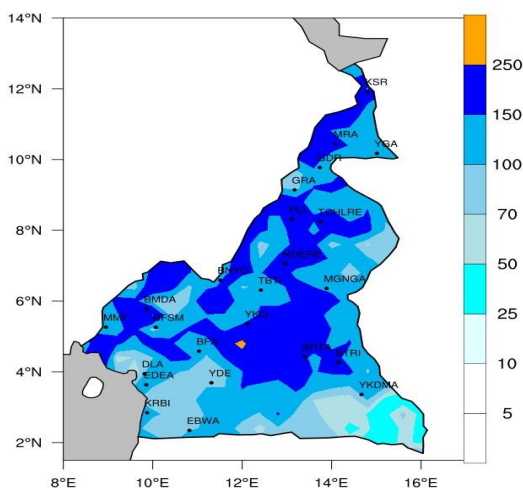 14°N
12°N
10°N
8°N
6°N
4°N
2°N
8°E
10°E
12°E
14°E
16°E
KSR
MRA
YGA
GDR
GRA
PLI
TCHLRE
NDERE
BNYO
TBTI
MGNGA
BMDA
MMF
BFSM
YKO
BFA
BRTA
BTRI
DLA
EDEA
YDE
YKDMA
KRBI
EBWA
250
150
100
70
50
25
10
5